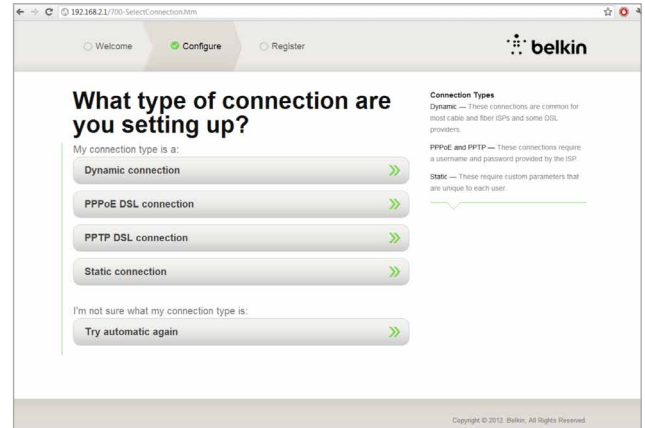 192.168.2.1/700-SelectConnection.htm
Welcome
Configure
Register
belkin
What type of connection are
you setting up?
My connection type is a:
Dynamic connection
PPPoE DSL connection
PPTP DSL connection
Static connection
I'm not sure what my connection type is:
Try automatic again
Connection Types
Dynamic — These connections are common for
most cable and fiber ISPs and some DSL
providers.
PPPoE and PPTP — These connections require
a username and password provided by the ISP.
Static — These require custom parameters that
are unique to each user.
Copyright © 2012. Belkin, All Rights Reserved.